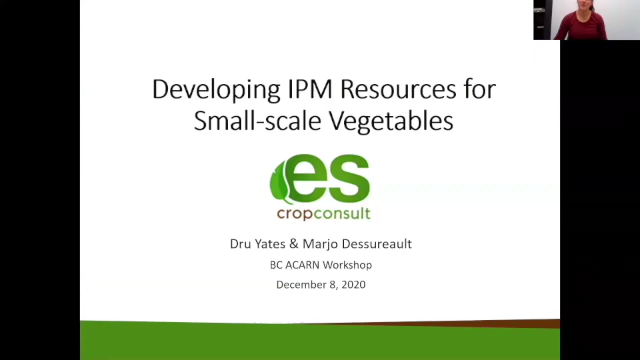 Developing IPM Resources for
Small-scale Vegetables
es
cropconsult
Dru Yates & Marjo Dessureault
BC ACARN Workshop
December 8, 2020